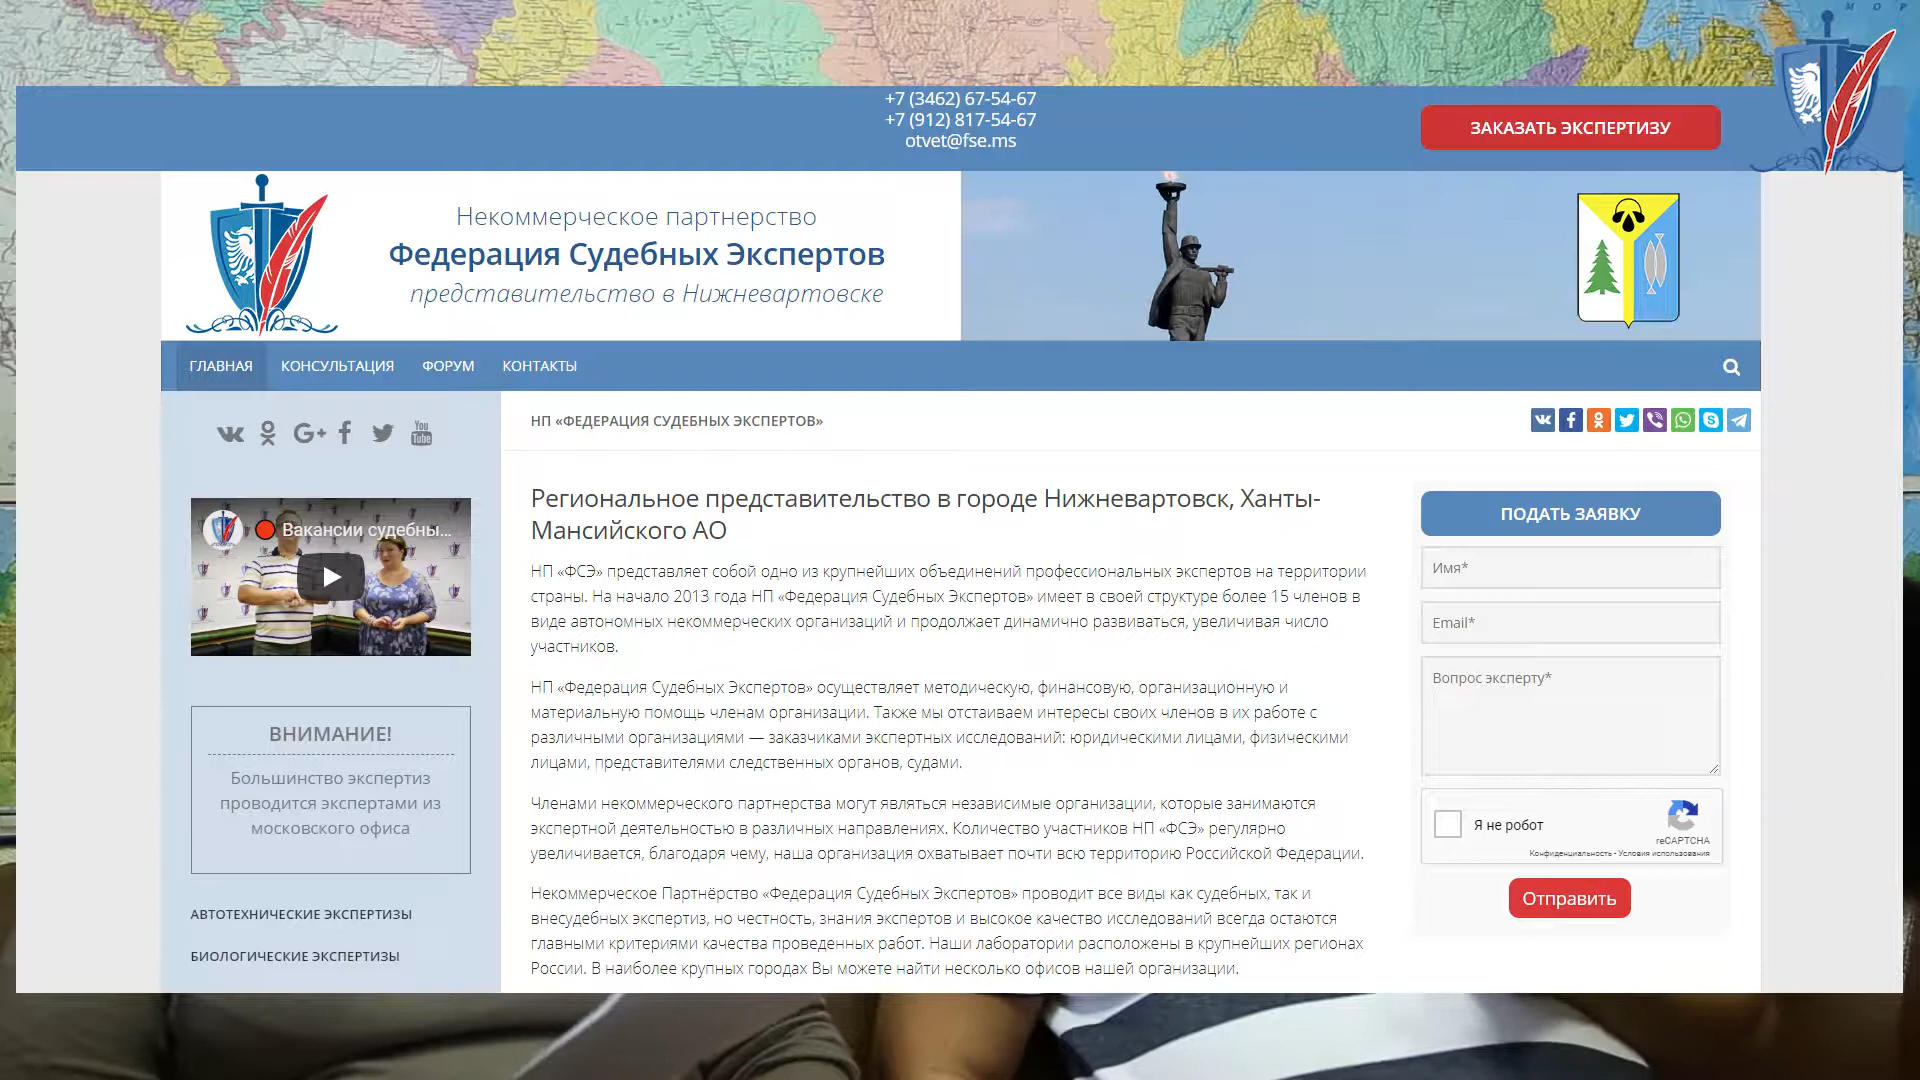 М О Р
+7 (3462) 67-54-67
+7 (912) 817-54-67
otvet@fse.ms
ЗАКАЗАТЬ ЭКСПЕРТИЗУ
Некоммерческое партнерство
Федерация Судебных Экспертов
представительство в Нижневартовске
ГЛАВНАЯ КОНСУЛЬТАЦИЯ ФОРУМ КОНТАКТЫ
You
Tube
НП «ФЕДЕРАЦИЯ СУДЕБНЫХ ЭКСПЕРТОВ»
Вакансии судебны...
ВНИМАНИЕ!
Большинство экспертиз
проводится экспертами из
московского офиса
АВТОТЕХНИЧЕСКИЕ ЭКСПЕРТИЗЫ
БИОЛОГИЧЕСКИЕ ЭКСПЕРТИЗЫ
Региональное представительство в городе Нижневартовск, Ханты-
Мансийского АО
НП «ФСЭ» представляет собой одно из крупнейших объединений профессиональных экспертов на территории
страны. На начало 2013 года НП «Федерация Судебных Экспертов» имеет в своей структуре более 15 членов в
виде автономных некоммерческих организаций и продолжает динамично развиваться, увеличивая число
участников.
НП «Федерация Судебных Экспертов» осуществляет методическую, финансовую, организационную и
материальную помощь членам организации. Также мы отстаиваем интересы своих членов в их работе с
различными организациями — заказчиками экспертных исследований: юридическими лицами, физическими
лицами, представителями следственных органов, судами.
Членами некоммерческого партнерства могут являться независимые организации, которые занимаются
экспертной деятельностью в различных направлениях. Количество участников НП «ФСЭ» регулярно
увеличивается, благодаря чему, наша организация охватывает почти всю территорию Российской Федерации.
Некоммерческое Партнёрство «Федерация Судебных Экспертов» проводит все виды как судебных, так и
внесудебных экспертиз, но честность, знания экспертов и высокое качество исследований всегда остаются
главными критериями качества проведенных работ. Наши лаборатории расположены в крупнейших регионах
России. В наиболее крупных городах Вы можете найти несколько офисов нашей организации.
ПОДАТЬ ЗАЯВКУ
Имя*
Email*
Вопрос эксперту*
Я не робот
reCAPTCHA
Конфиденциальность - Условия использования
Отправить